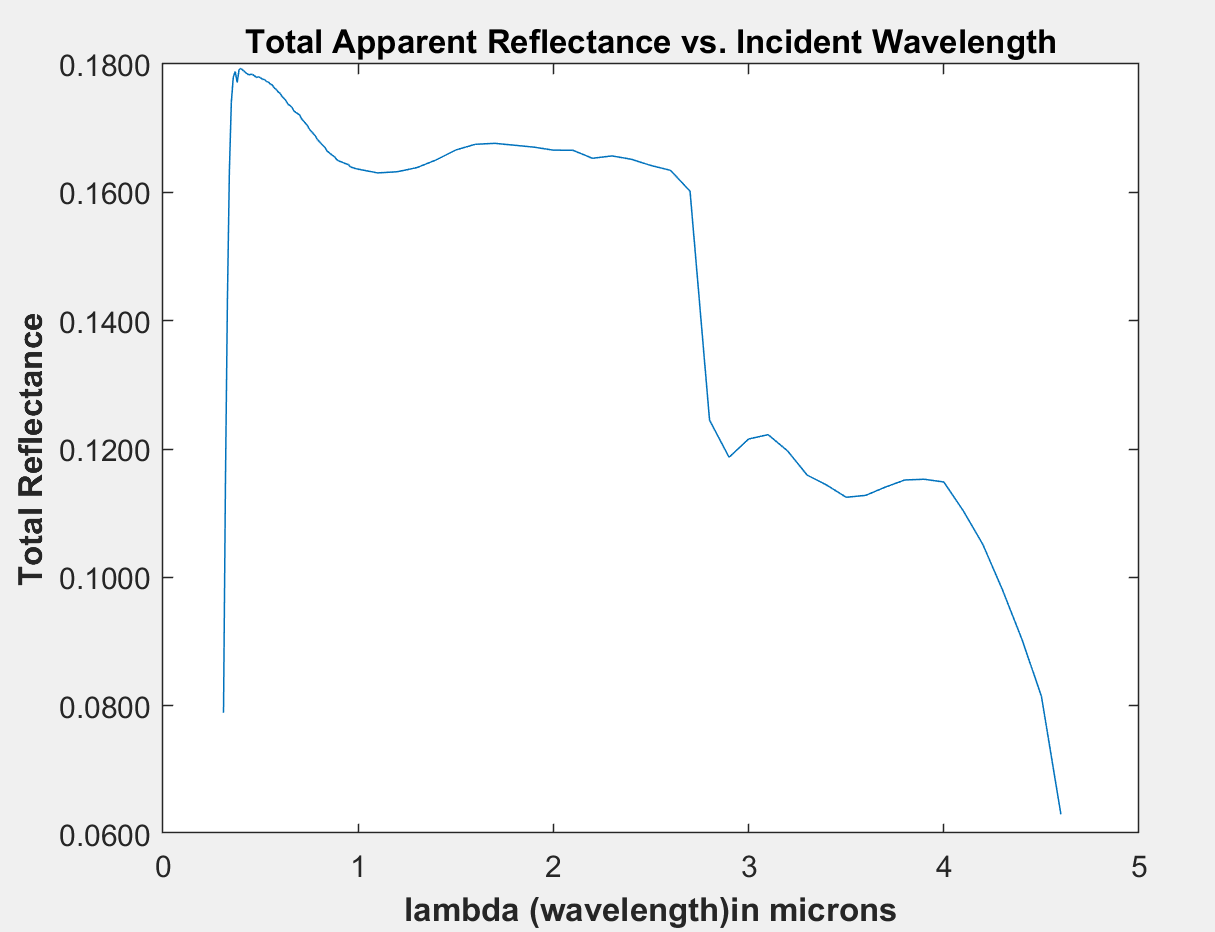 Total Apparent Reflectance vs. Incident Wavelength
0.1800
0.1600
0.1400
0.1200
0.1000
0.0800
0.0600
Total Reflectance
0 1 2 3 4 5
lambda (wavelength)in microns